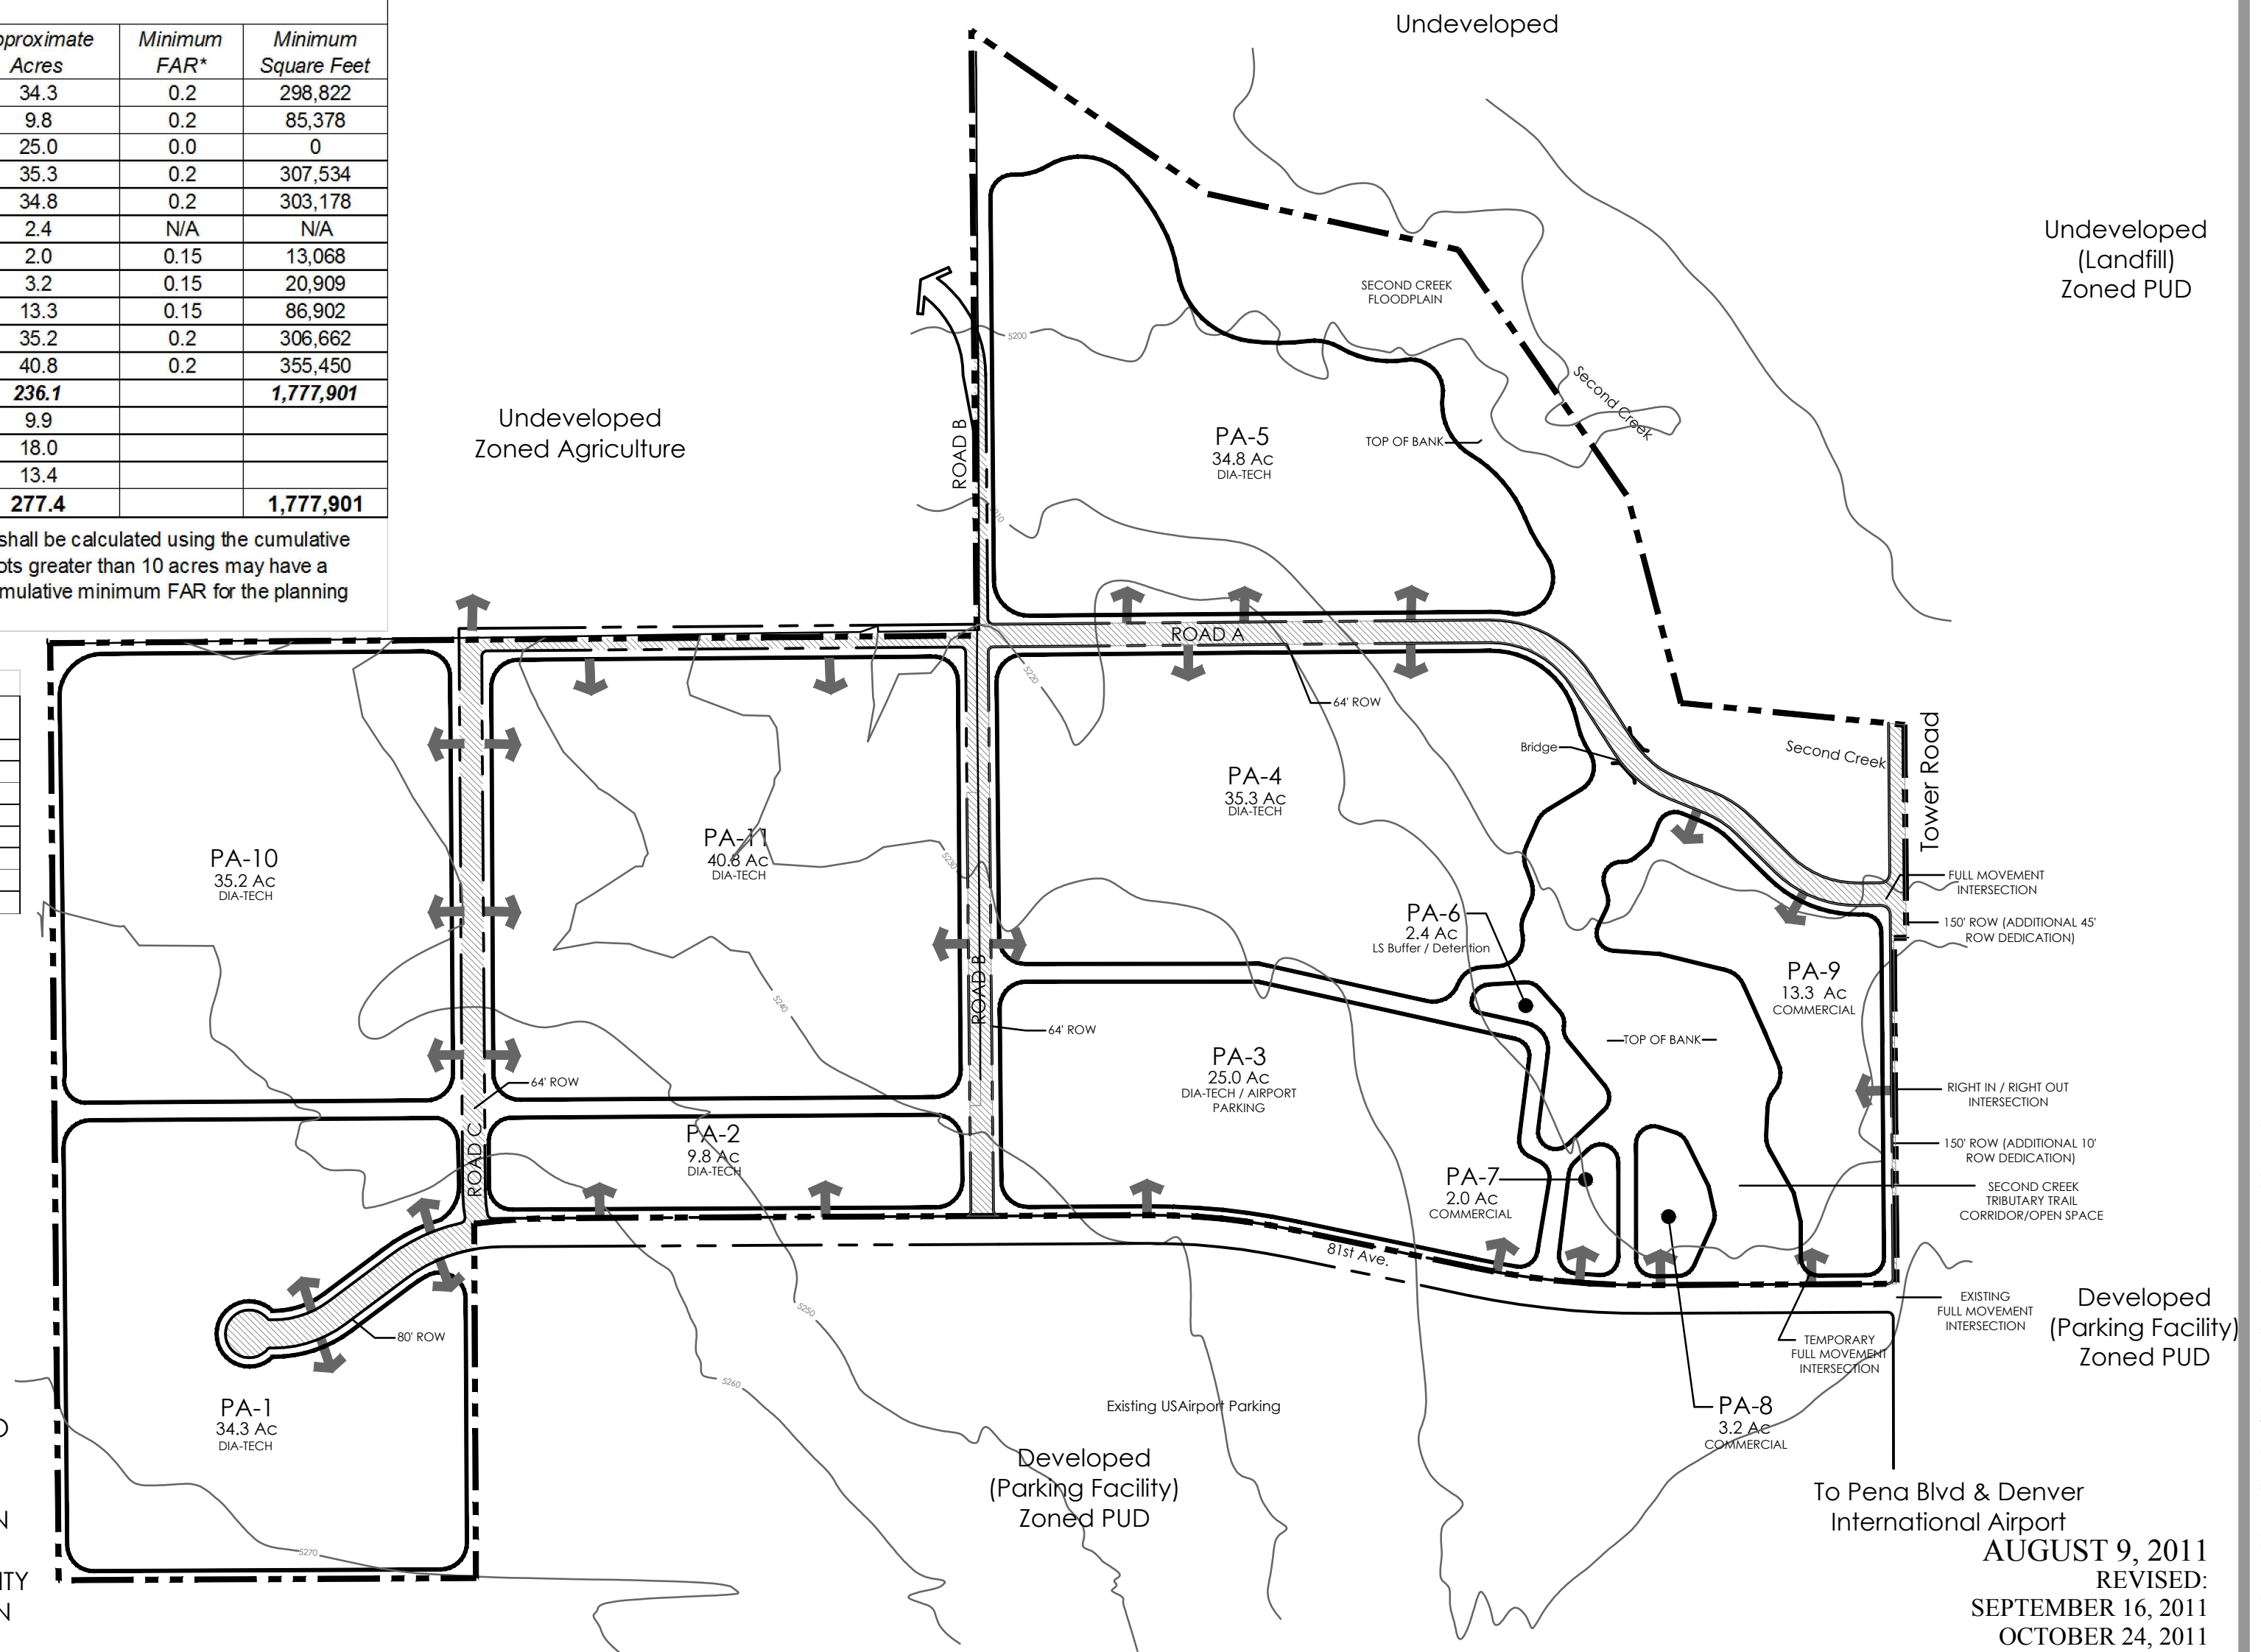 Acres
Minimum
FAR*
Minimum
Square Feet
34.3 0.2 298,822
9.8 0.2 85,378
25.0 0.0 0
35.3 0.2 307,534
34.8 0.2 303,178
2.4 N/A N/A
2.0 0.15 13,068
3.2 0.15 20,909
13.3 0.15 86,902
35.2 0.2 306,662
40.8 0.2 355,450
236.1 1,777,901
9.9
18.0
13.4
277.4 1,777,901
shall be calculated using the cumulative
greater than 10 acres may have a
minimum FAR for the planning
Undeveloped
Undeveloped
(Landfill)
Zoned PUD
Undeveloped
Zoned Agriculture
SECOND CREEK
FLOODPLAIN
Second Creek
5200
ROAD B
PA-5
34.8 Ac
DIA-TECH
TOP OF BANK
ROAD A
64' ROW
5220
Bridge
Second Creek
Tower Road
PA-4
35.3 Ac
DIA-TECH
PA-10
35.2 Ac
DIA-TECH
PA-11
40.8 Ac
DIA-TECH
5230
FULL MOVEMENT
INTERSECTION
150' ROW (ADDITIONAL 45'
ROW DEDICATION)
PA-6
2.4 Ac
LS Buffer / Detention
PA-9
13.3 Ac
COMMERCIAL
5240
ROAD B
64' ROW
TOP OF BANK
PA-3
25.0 Ac
DIA-TECH / AIRPORT
PARKING
64' ROW
RIGHT IN / RIGHT OUT
INTERSECTION
150' ROW (ADDITIONAL 10'
ROW DEDICATION)
ROAD C
PA-2
9.8 Ac
DIA-TECH
PA-7
2.0 Ac
COMMERCIAL
SECOND CREEK
TRIBUTARY TRAIL
CORRIDOR/OPEN SPACE
81st Ave.
5250
80' ROW
EXISTING
FULL MOVEMENT
INTERSECTION
TEMPORARY
FULL MOVEMENT
INTERSECTION
Developed
(Parking Facility)
Zoned PUD
5260
PA-1
34.3 Ac
DIA-TECH
Existing USAirport Parking
PA-8
3.2 Ac
COMMERCIAL
Developed
(Parking Facility)
Zoned PUD
To Pena Blvd & Denver
International Airport
5270
AUGUST 9, 2011
REVISED:
SEPTEMBER 16, 2011
OCTOBER 24, 2011